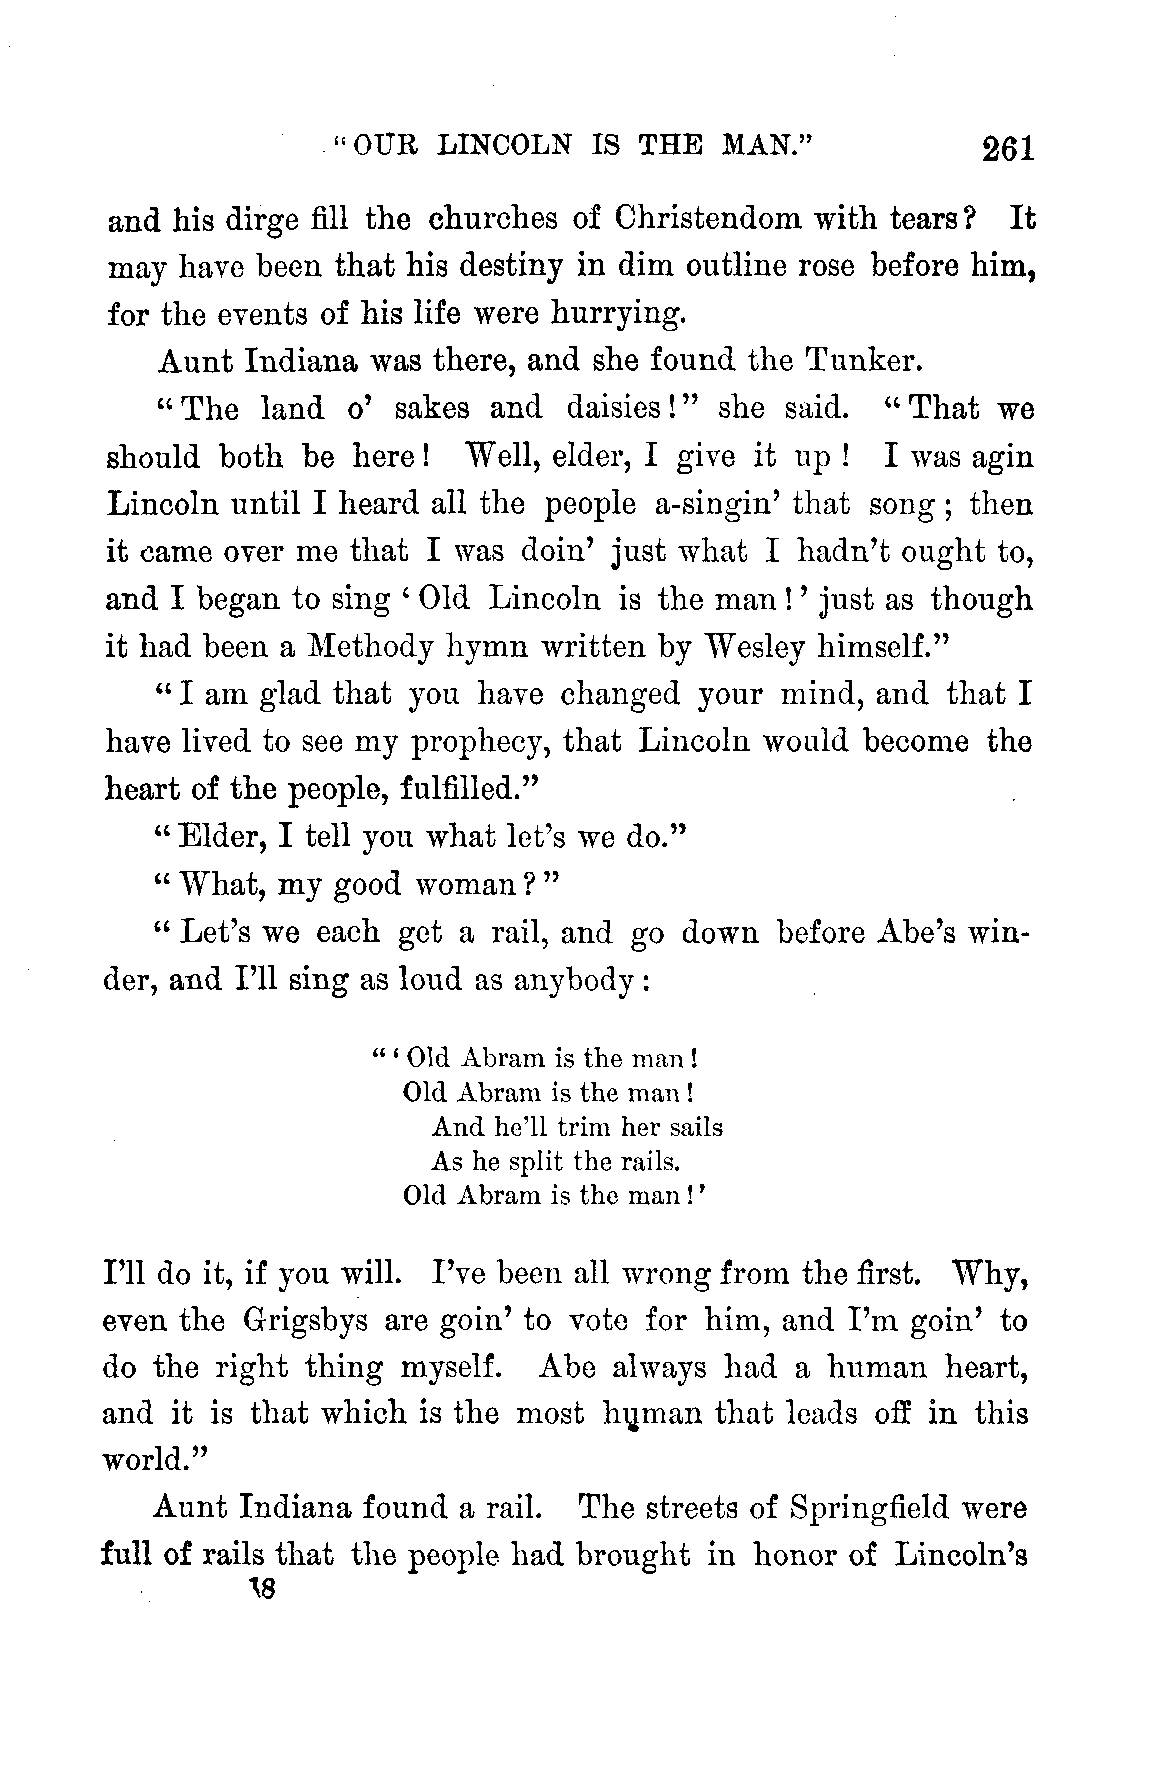 "OUR LINCOLN IS THE MAN." 261
and his dirge fill the churches of Christendom with tears? It
may have been that his destiny in dim outline rose before him,
for the events of his life were hurrying.
Aunt Indiana was there, and she found the Tunker.
"The land o' sakes and daisies!" she said. "That we
should both be here! Well, elder, I give it up! I was agin
Lincoln until I heard all the people a-singin' that song; then
it came over me that I was doin' just what I hadn't ought to,
and I began to sing 'Old Lincoln is the man!' just as though
it had been a Methody hymn written by Wesley himself."
"I am glad that you have changed your mind, and that I
have lived to see my prophecy, that Lincoln would become the
heart of the people, fulfilled."
"Elder, I tell you what let's we do."
"What, my good woman?"
"Let's we each get a rail, and go down before Abe's win-
der, and I'll sing as loud as anybody:
"'Old Abram is the man!
Old Abram is the man!
And he'll trim her sails
As he split the rails.
Old Abram is the man!'
I'll do it, if you will. I've been all wrong from the first. Why,
even the Grigsbys are goin' to vote for him, and I'm goin' to
do the right thing myself. Abe always had a human heart,
and it is that which is the most human that leads off in this
world."
Aunt Indiana found a rail. The streets of Springfield were
full of rails that the people had brought in honor of Lincoln's
18